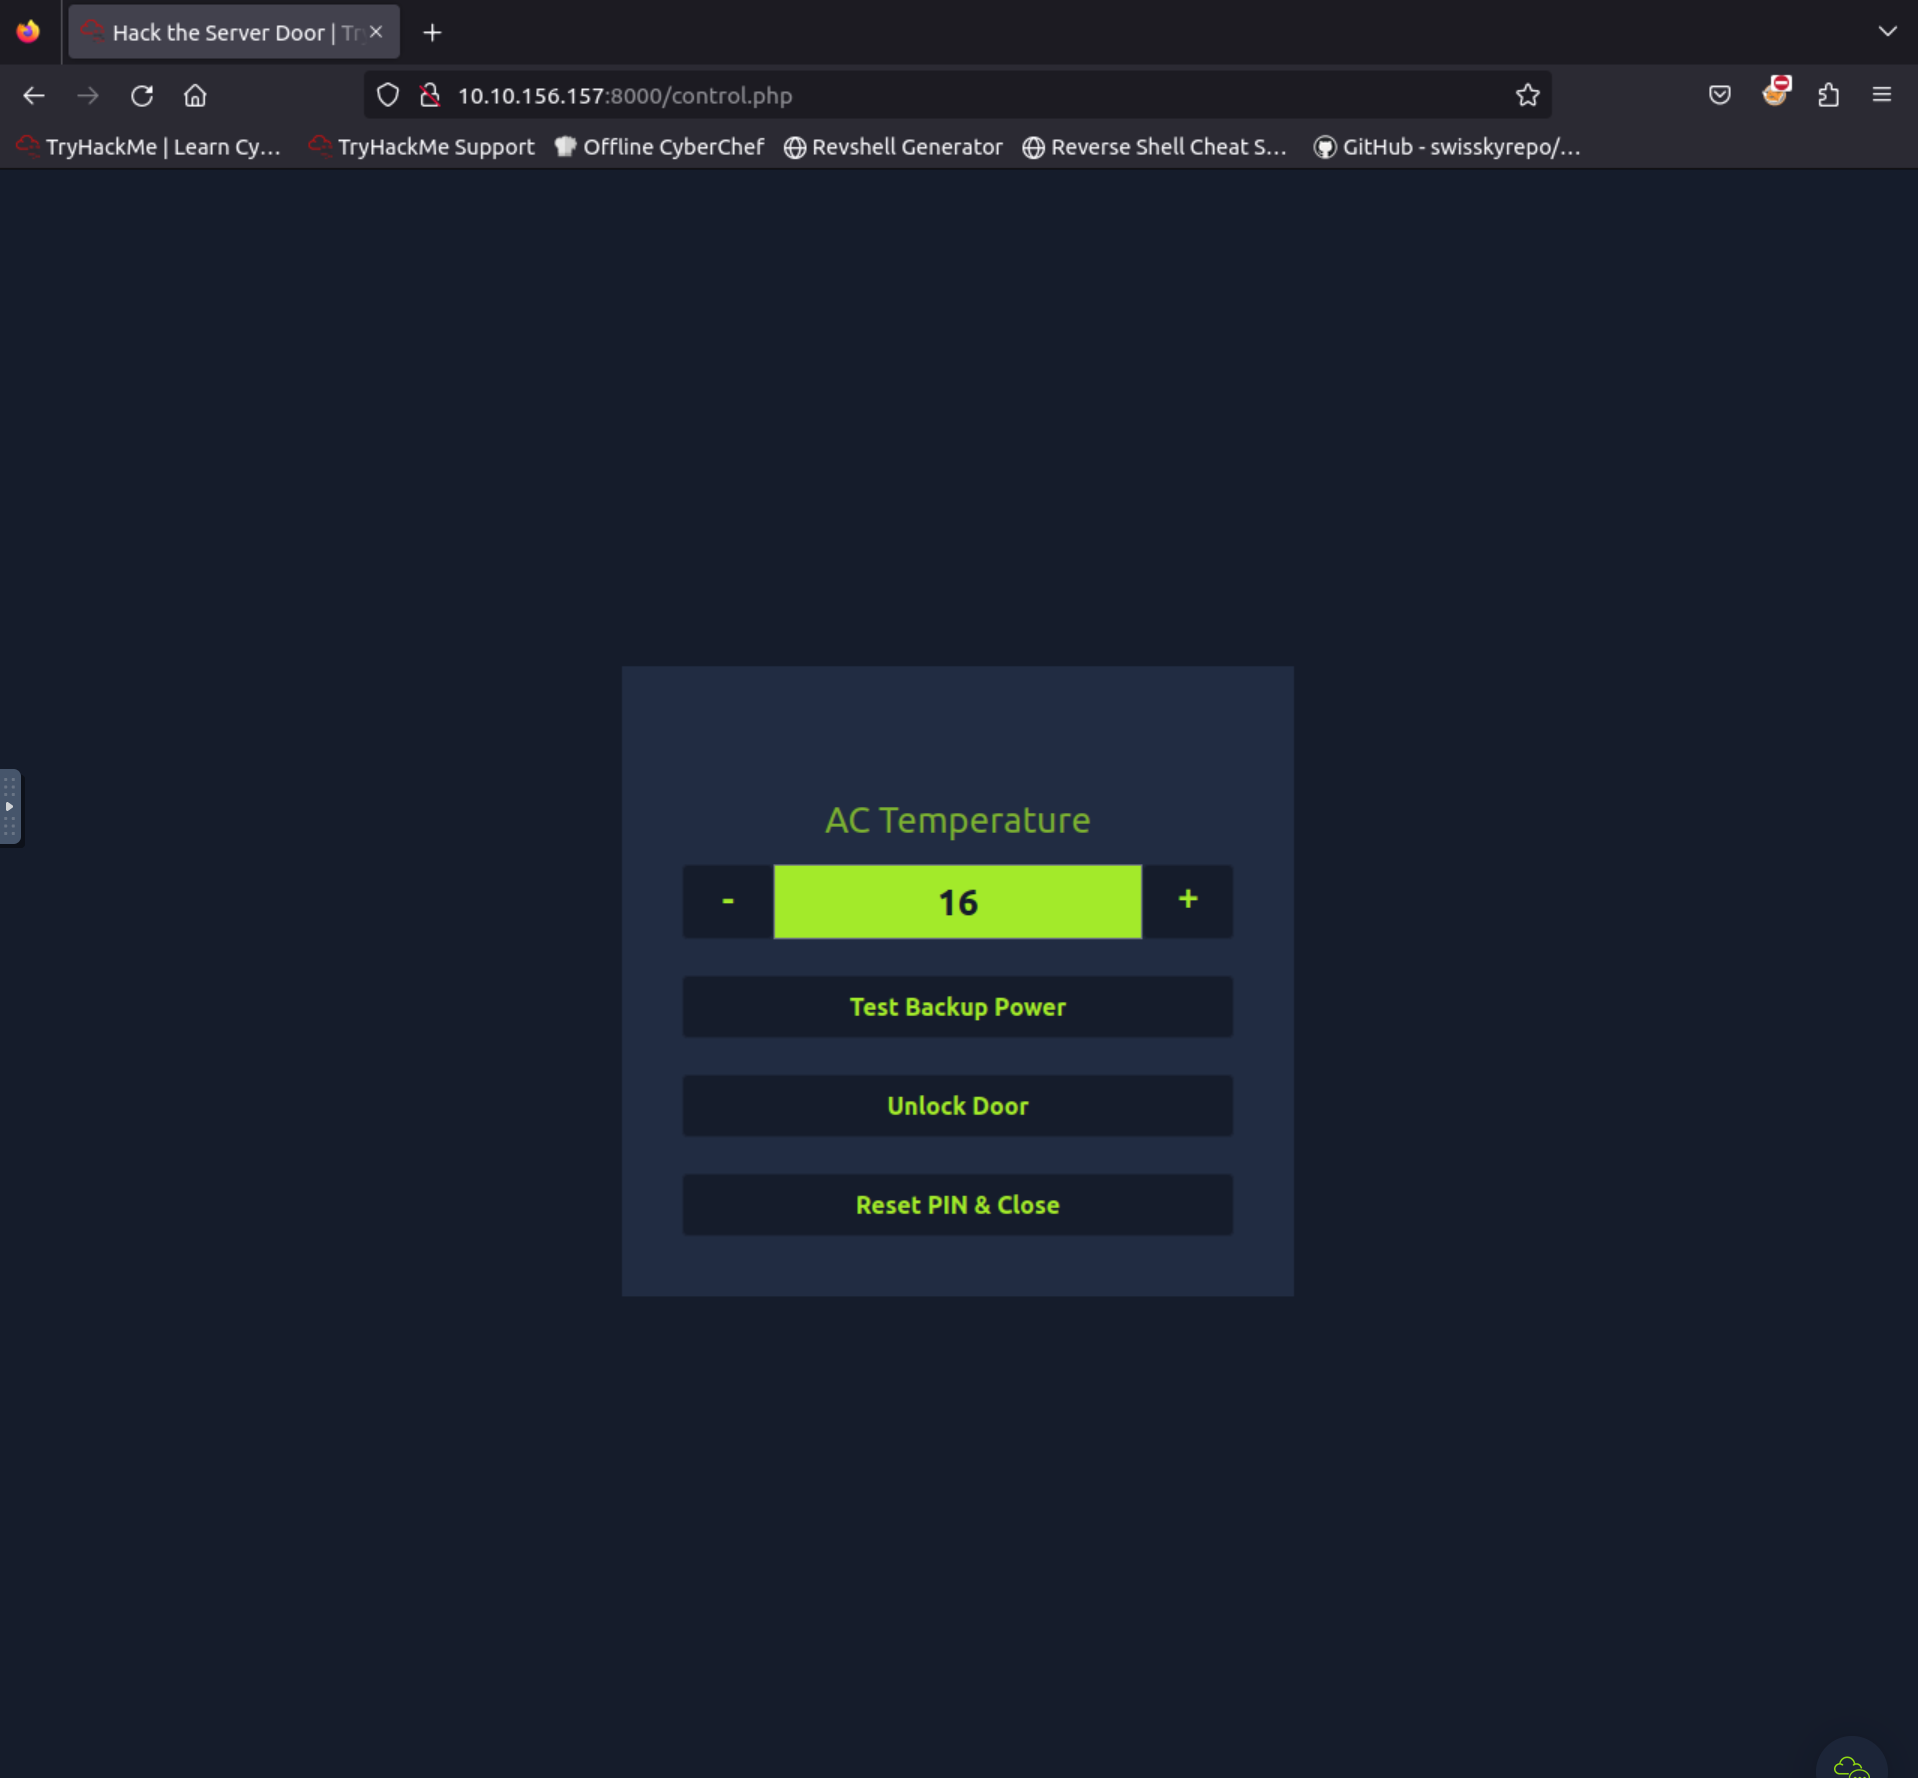 Hack the Server Door | Tr
10.10.156.157:8000/control.php
TryHackMe | Learn Cy... TryHackMe Support Offline CyberChef Revshell Generator Reverse Shell Cheat S... GitHub - swisskyrepo/...
AC Temperature
- 16 +
Test Backup Power
Unlock Door
Reset PIN & Close